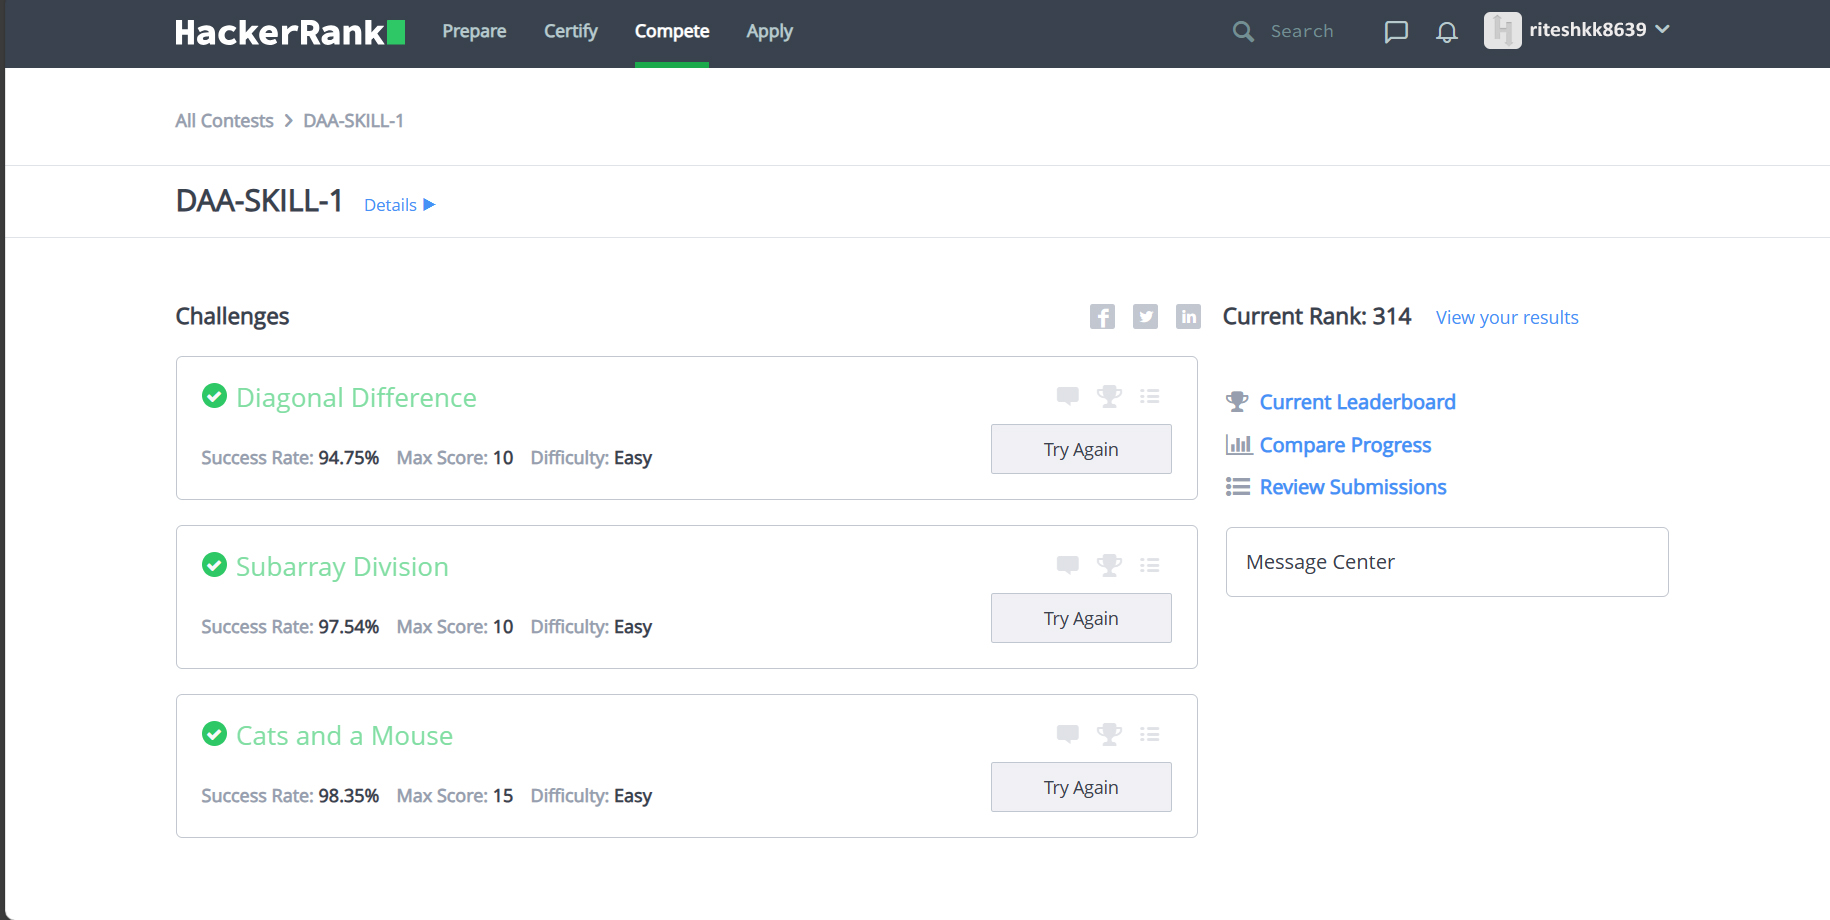 HackerRank Prepare Certify Compete Apply Search riteshkk8639
All Contests > DAA-SKILL-1
DAA-SKILL-1 Details
Challenges
Current Rank: 314 View your results
Diagonal Difference
Success Rate: 94.75% Max Score: 10 Difficulty: Easy
Try Again
Subarray Division
Success Rate: 97.54% Max Score: 10 Difficulty: Easy
Try Again
Cats and a Mouse
Success Rate: 98.35% Max Score: 15 Difficulty: Easy
Try Again
Current Leaderboard
Compare Progress
Review Submissions
Message Center